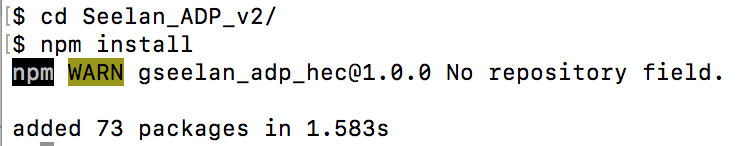 [$ cd Seelan_ADP_v2/
[$ npm install
npm WARN gseelan_adp_hec@1.0.0 No repository field.
added 73 packages in 1.583s